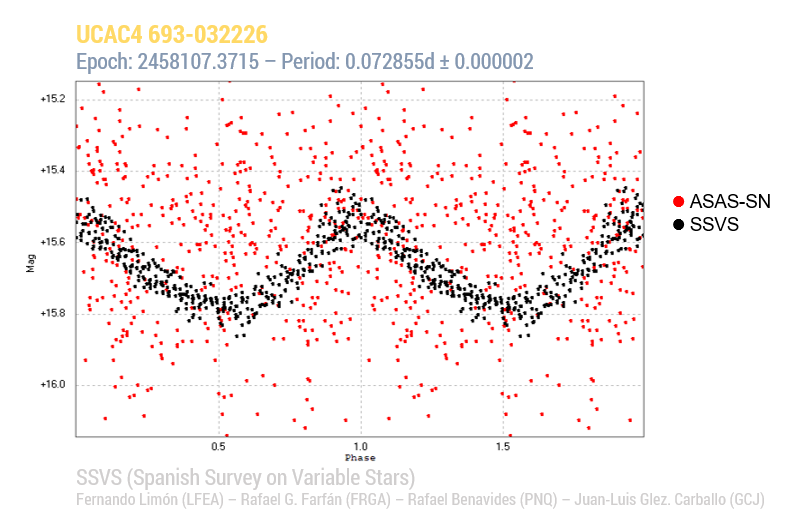 UCAC4 693-032226
Epoch: 2458107.3715 – Period: 0.072855d ± 0.000002
+15.2
+15.4
+15.6
+15.8
+16.0
Mag
0.5 1.0 1.5
Phase
ASAS-SN
SSVS
SSVS (Spanish Survey on Variable Stars)
Fernando Limón (LFEA) – Rafael G. Farfán (FRGA) – Rafael Benavides (PNQ) – Juan-Luis Glez. Carballo (GCJ)